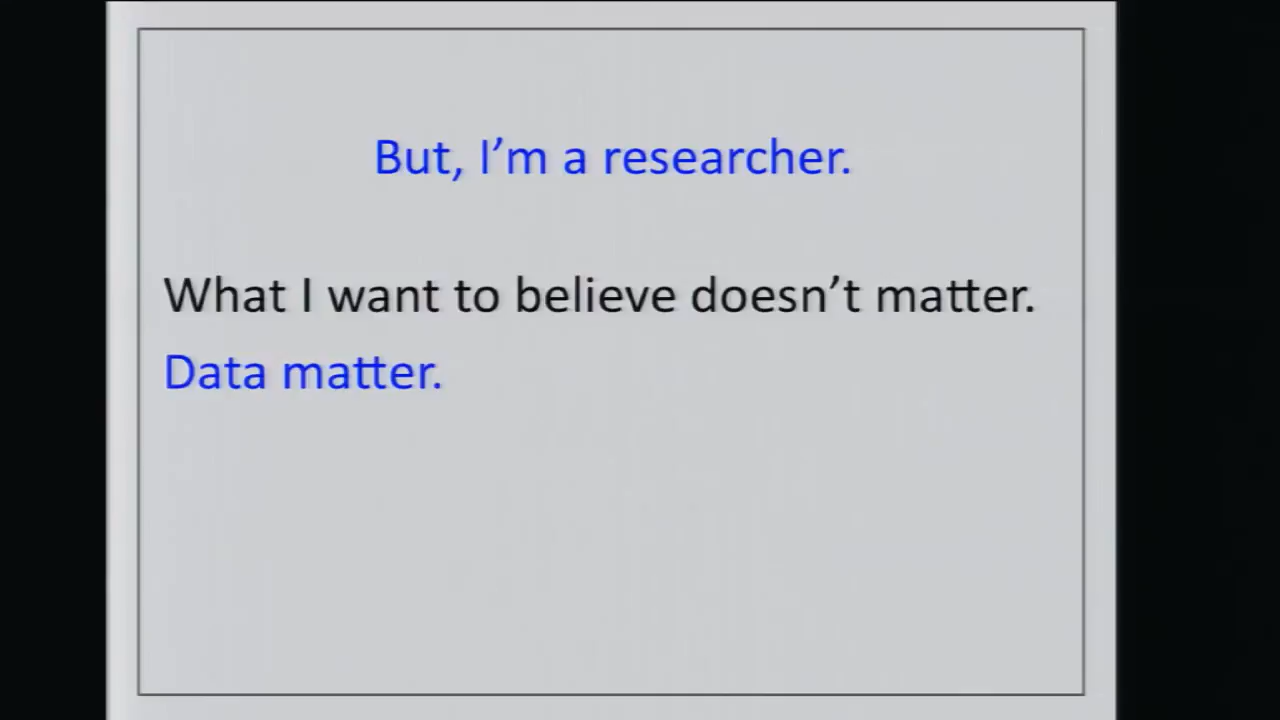 But, I’m a researcher.
What I want to believe doesn’t matter.
Data matter.